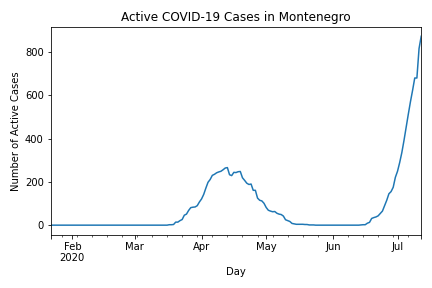 Active COVID-19 Cases in Montenegro
Number of Active Cases
800
600
400
200
0
Feb Mar Apr May Jun Jul
2020
Day